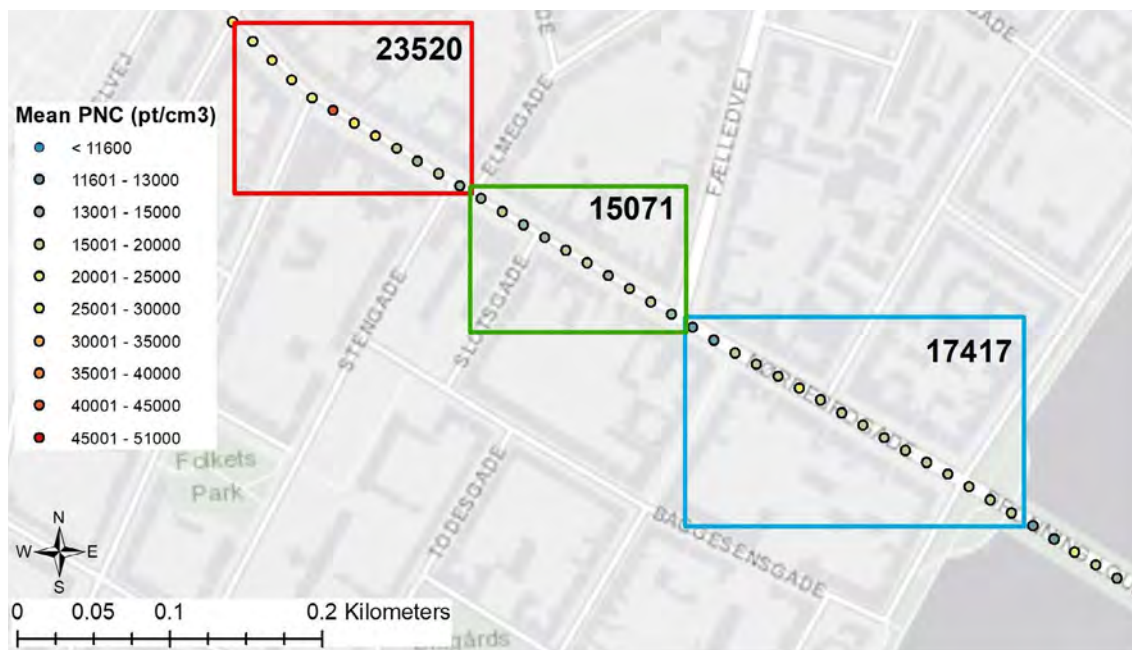 23520
ELMEGADE
FÆLLEDVEJ
Mean PNC (pt/cm3)
< 11600
11601 - 13000
13001 - 15000
15001 - 20000
20001 - 25000
25001 - 30000
30001 - 35000
35001 - 40000
40001 - 45000
45001 - 51000
15071
STENGADE
SLOTSGADE
17417
NØRREBROGADE
Folkets
Park
TODESGADE
BAGGESENSGADE
N
W
E
S
0 0.05 0.1 0.2 Kilometers